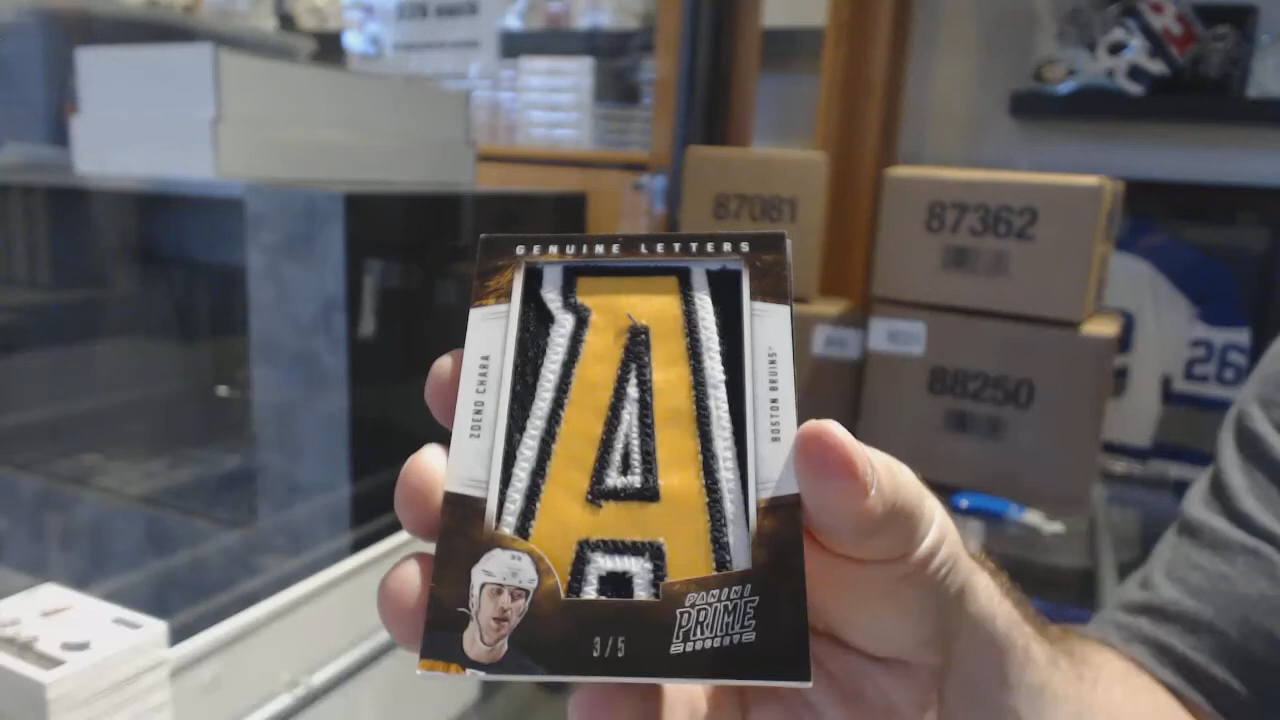 87081
87362
88250
26
GENUINE LETTERS
ZDENO CHARA
BOSTON BRUINS
A
PANINI
PRIME
HOCKEY
3/5